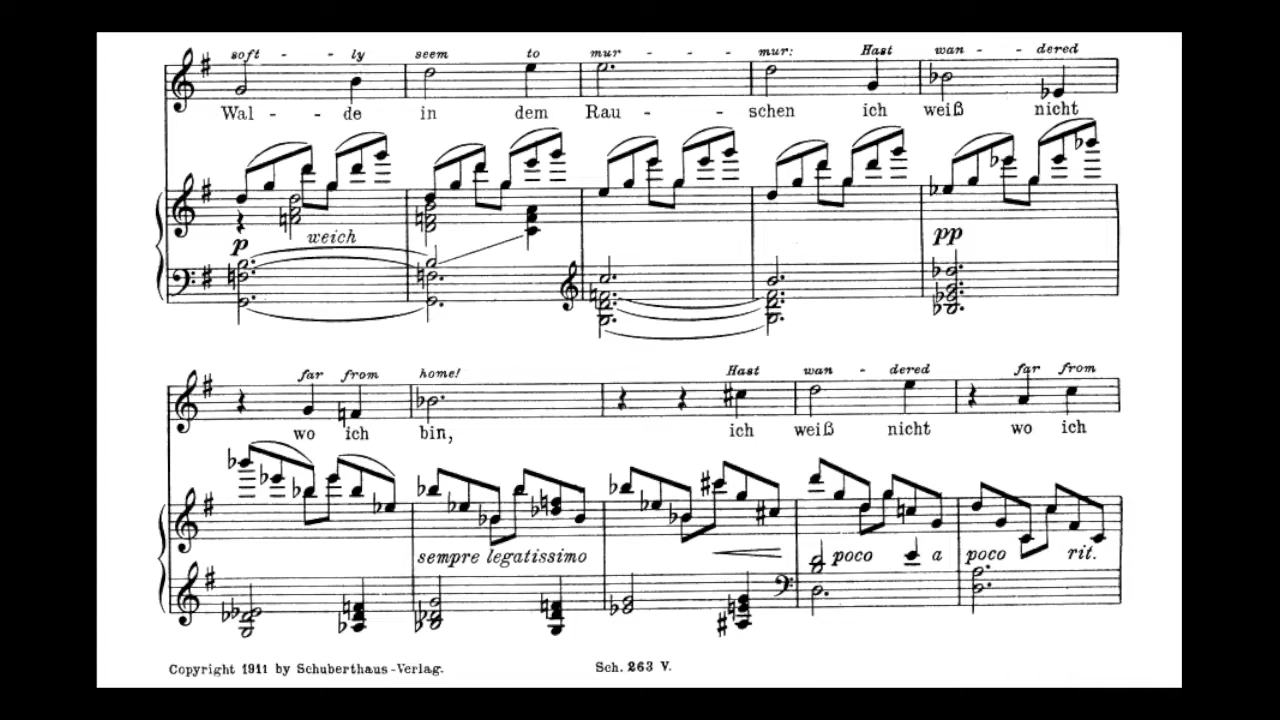 soft - - ly seem to mur - - - mur: Hast wan - - dered
Wal - - de in dem Rau - - schen ich weiß nicht
p weich pp
far from home! Hast wan - dered far from
wo ich bin, ich weiß nicht wo ich
sempre legatissimo poco a poco rit.
Copyright 1911 by Schuberthaus-Verlag. Sch. 263 V.